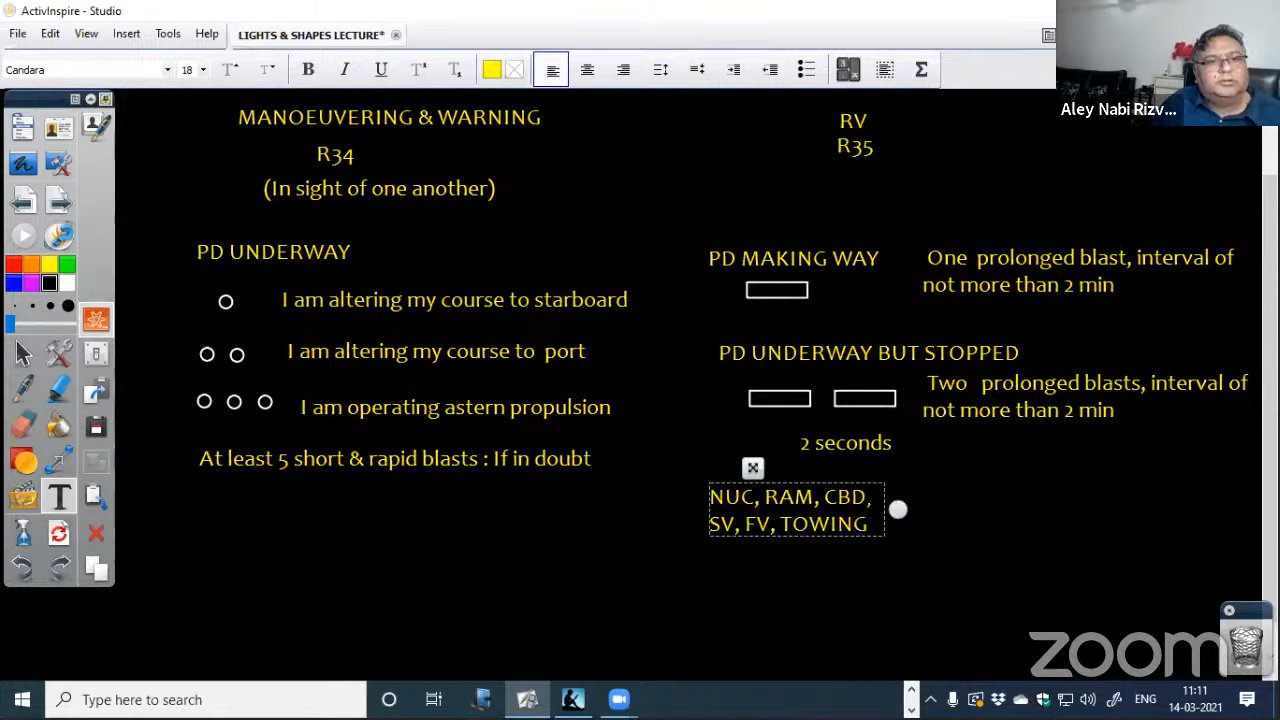 ActivInspire - Studio
File Edit View Insert Tools Help
LIGHTS & SHAPES LECTURE*
Candara 18
Aley Nabi Rizv...
MANOEUVERING & WARNING
R34
(In sight of one another)
PD UNDERWAY
I am altering my course to starboard
I am altering my course to port
I am operating astern propulsion
At least 5 short & rapid blasts : If in doubt
RV
R35
PD MAKING WAY
One prolonged blast, interval of
not more than 2 min
PD UNDERWAY BUT STOPPED
Two prolonged blasts, interval of
not more than 2 min
2 seconds
NUC, RAM, CBD,
SV, FV, TOWING
zoom
Type here to search
ENG
11:11
14-03-2021